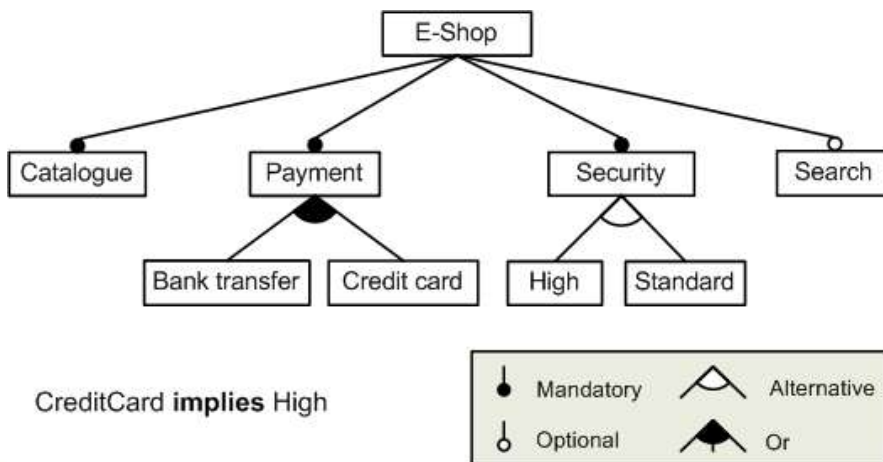 E-Shop
Catalogue
Payment
Security
Search
Bank transfer
Credit card
High
Standard
CreditCard implies High
Mandatory
Alternative
Optional
Or